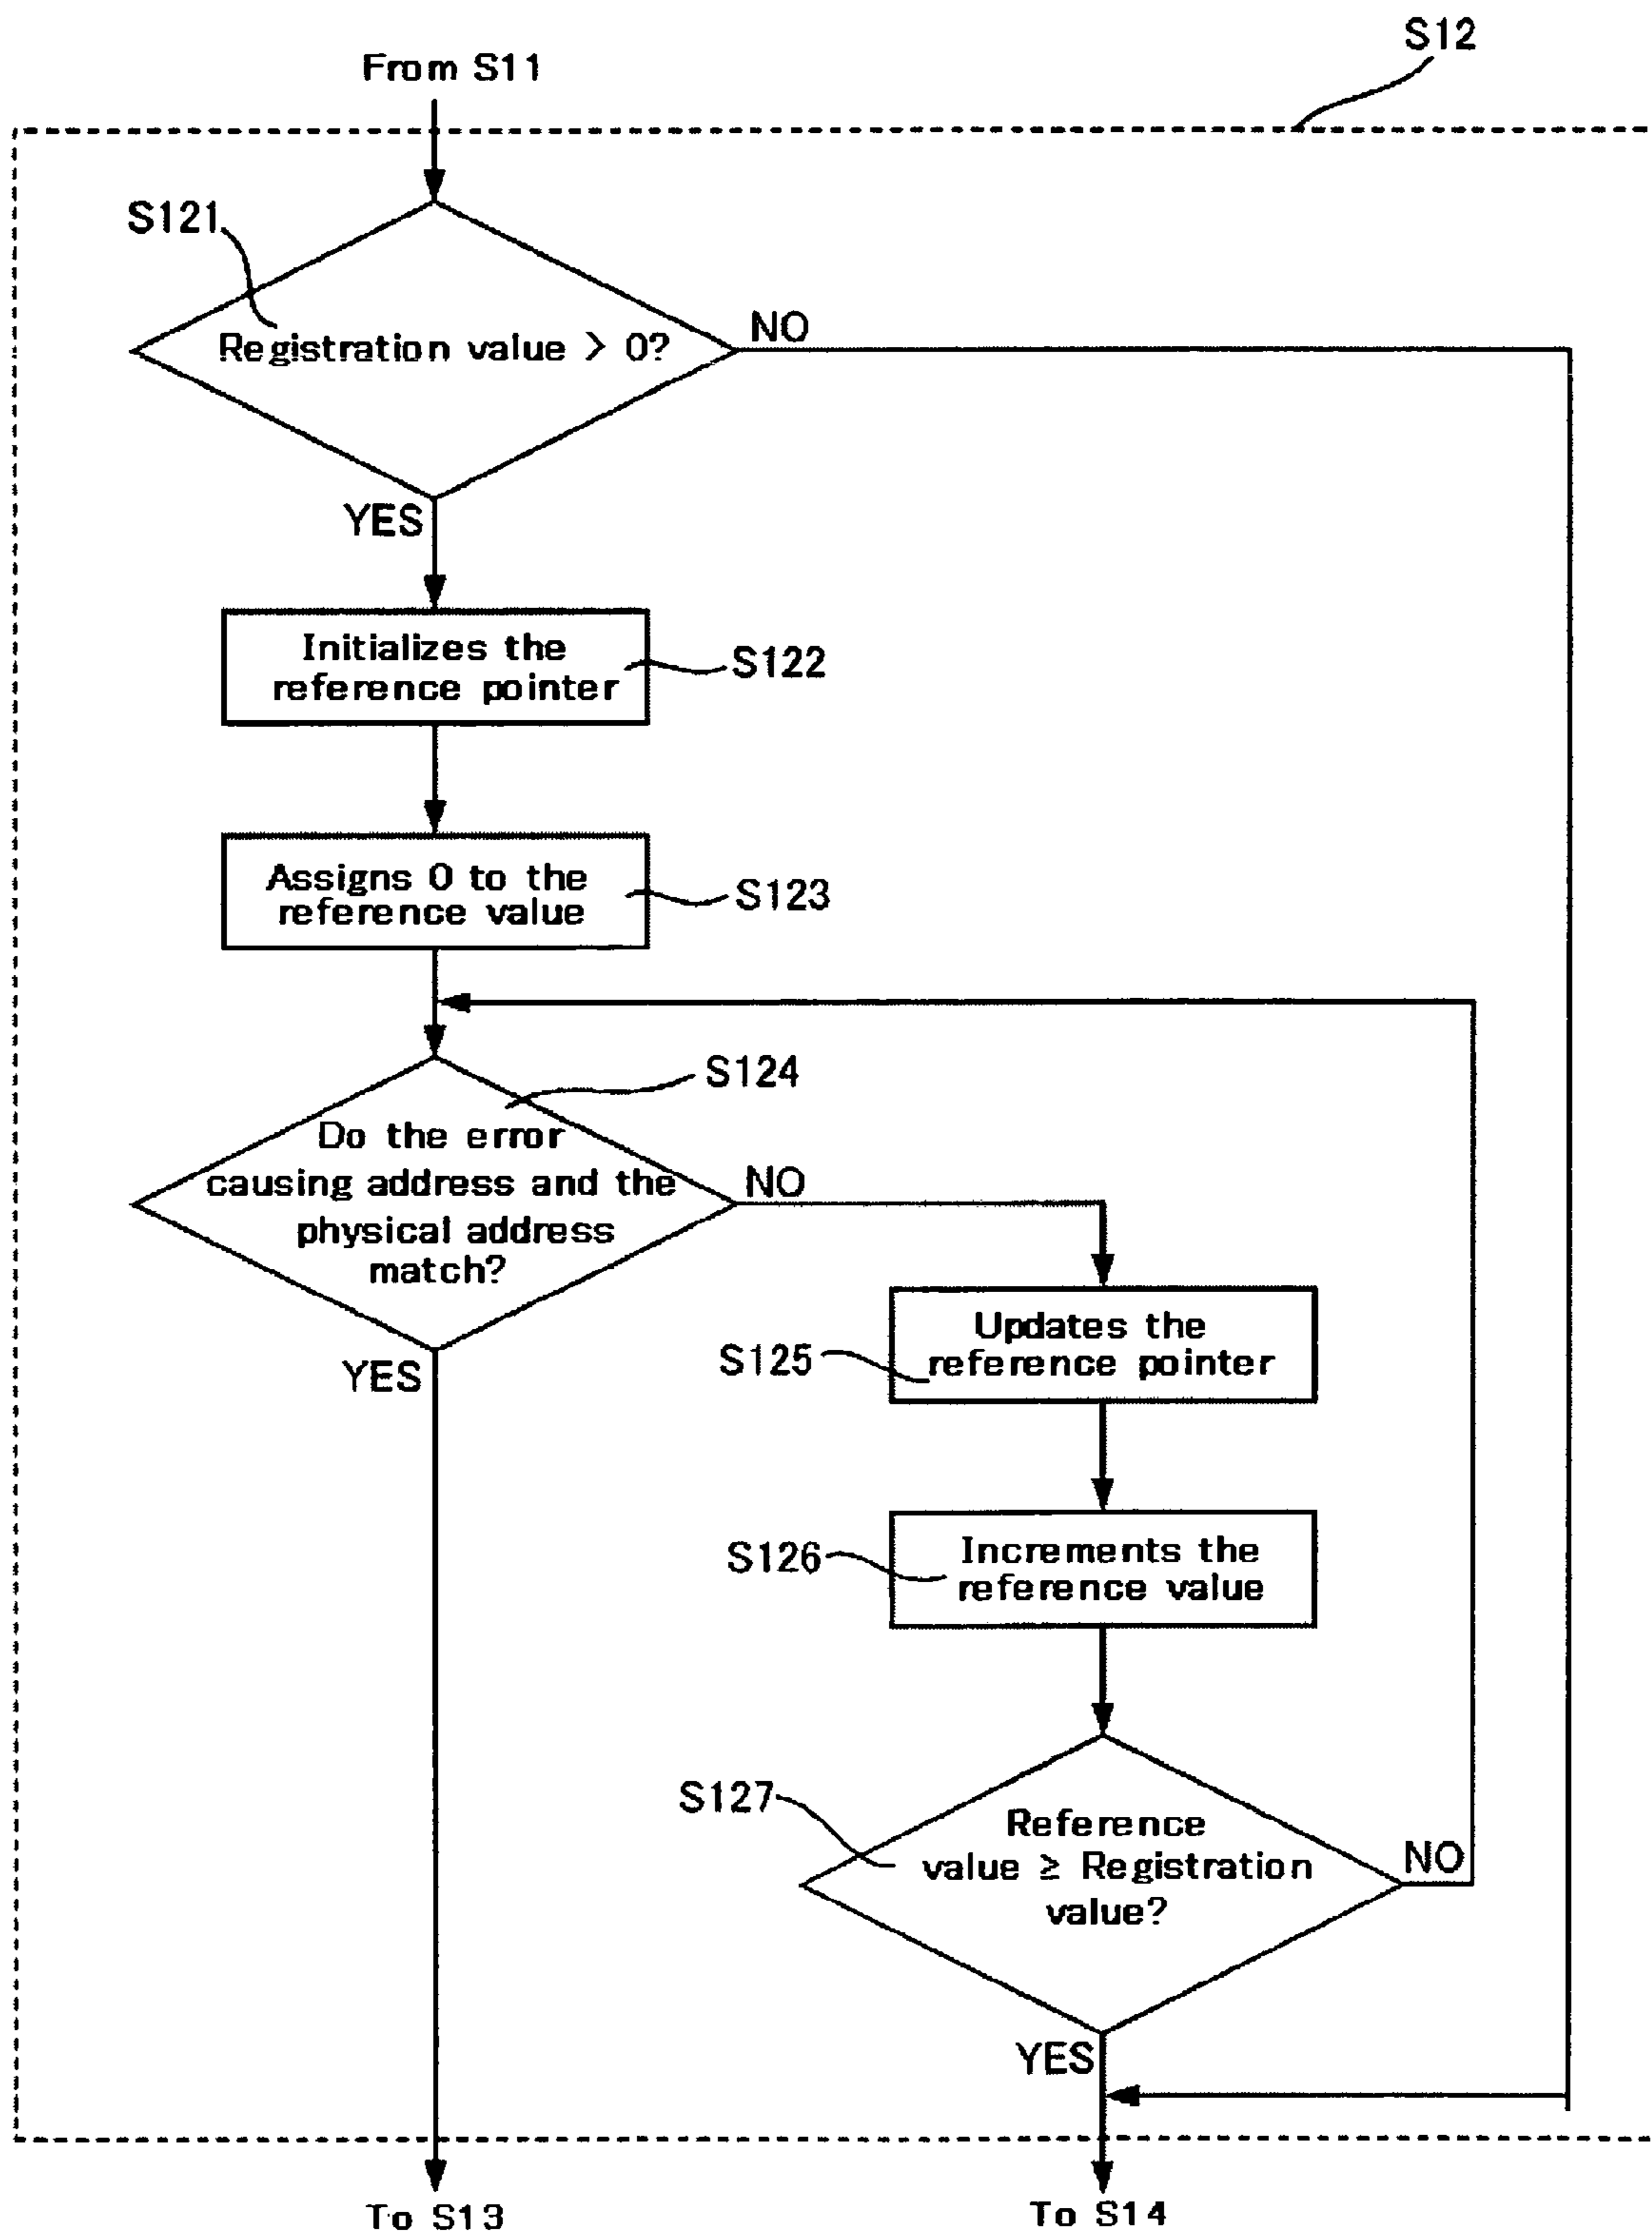 S12
From S11
S121
Registration value > 0?
NO
YES
Initializes the
reference pointer
S122
Assigns 0 to the
reference value
S123
S124
Do the error
causing address and the
physical address
match?
NO
YES
Updates the
reference pointer
S125
Increments the
reference value
S126
S127
Reference
value ≥ Registration
value?
NO
YES
To S13
To S14